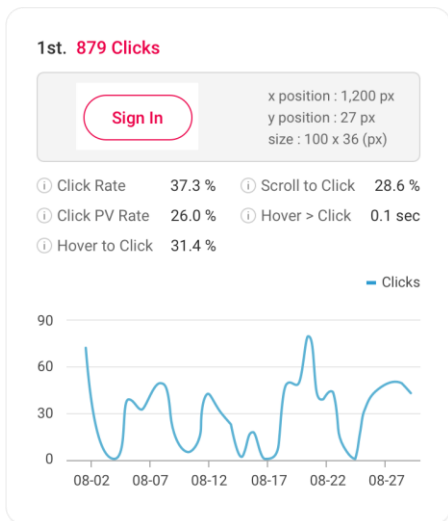 1st. 879 Clicks
Sign In
x position : 1,200 px
y position : 27 px
size : 100 x 36 (px)
Click Rate 37.3 % Scroll to Click 28.6 %
Click PV Rate 26.0 % Hover > Click 0.1 sec
Hover to Click 31.4 %
Clicks
90
60
30
0
08-02 08-07 08-12 08-17 08-22 08-27